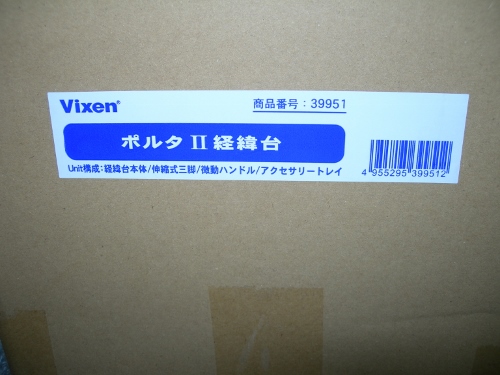 Vixen®
商品番号：39951
ポルタ II 経緯台
Unit構成：経緯台本体/伸縮式三脚/微動ハンドル/アクセサリートレイ
4 955295 399512